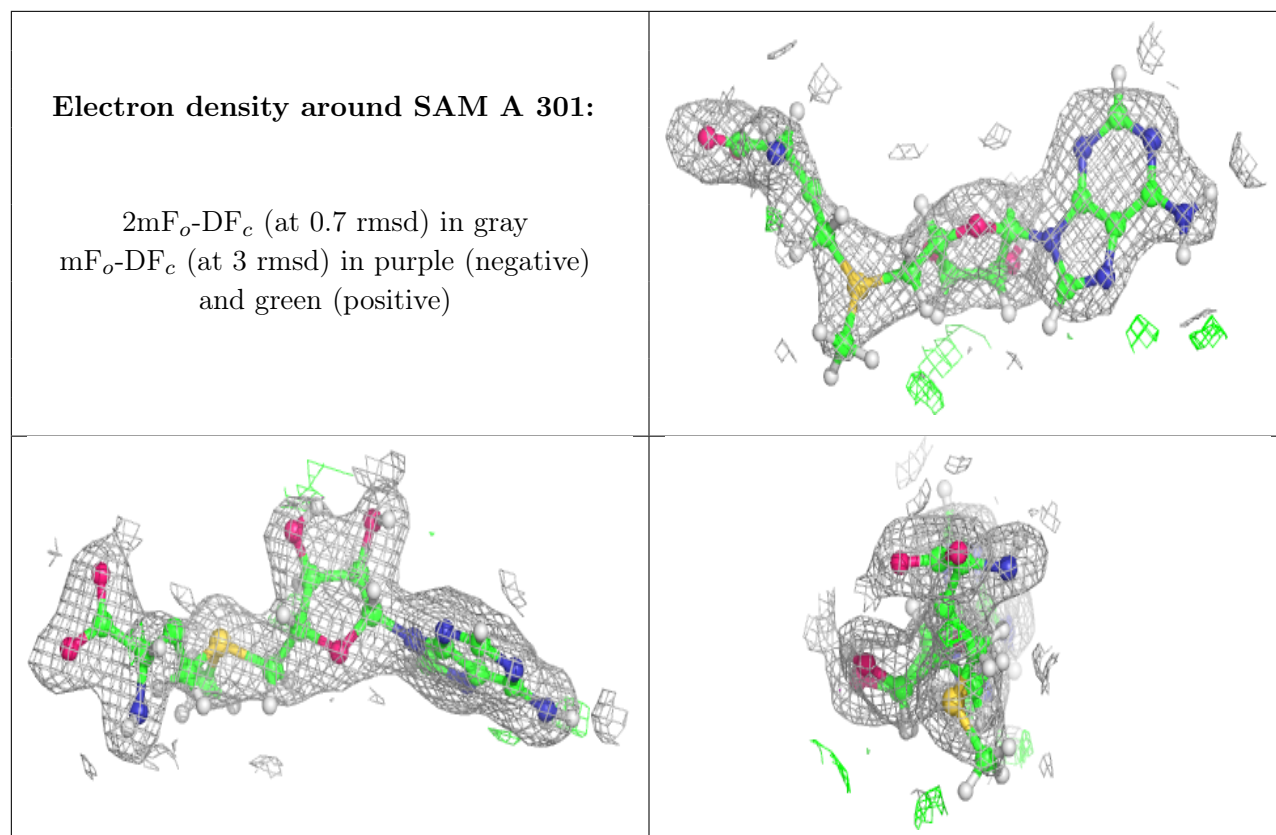 Electron density around SAM A 301:
2mFo-DFc (at 0.7 rmsd) in gray
mFo-DFc (at 3 rmsd) in purple (negative)
and green (positive)